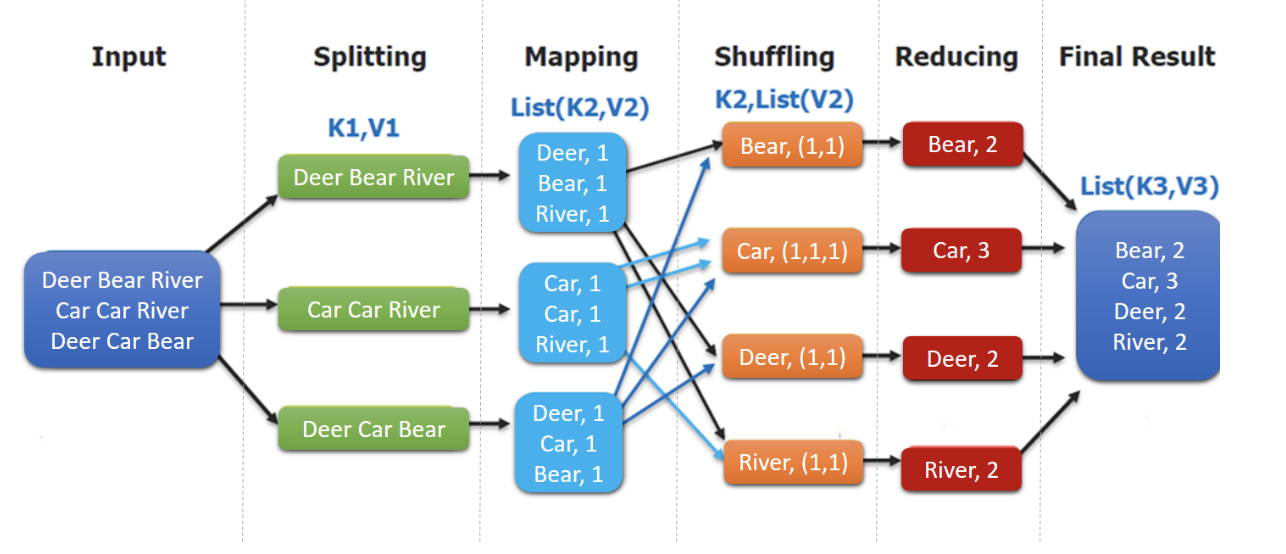 Input
Splitting
Mapping
Shuffling
Reducing
Final Result
K1,V1
List(K2,V2)
K2,List(V2)
List(K3,V3)
Deer Bear River
Car Car River
Deer Car Bear
Deer Bear River
Car Car River
Deer Car Bear
Deer, 1
Bear, 1
River, 1
Car, 1
Car, 1
River, 1
Deer, 1
Car, 1
Bear, 1
Bear, (1,1)
Car, (1,1,1)
Deer, (1,1)
River, (1,1)
Bear, 2
Car, 3
Deer, 2
River, 2
Bear, 2
Car, 3
Deer, 2
River, 2